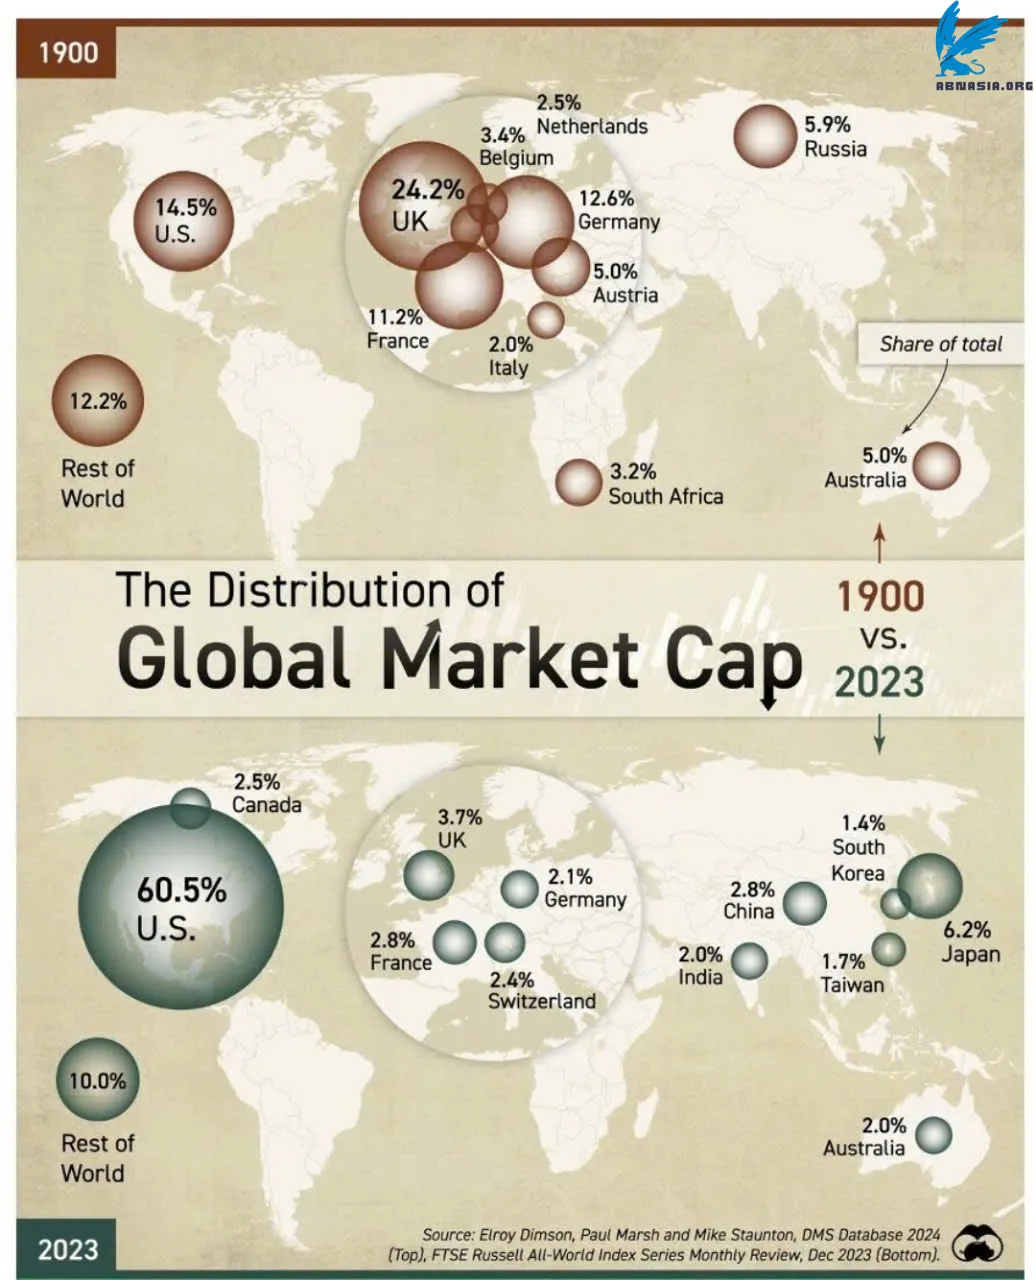 1900
ABNASIA.ORG
2.5%
Netherlands
3.4%
Belgium
5.9%
Russia
24.2%
UK
14.5%
U.S.
12.6%
Germany
5.0%
Austria
11.2%
France
2.0%
Italy
Share of total
12.2%
Rest of
World
3.2%
South Africa
5.0%
Australia
The Distribution of
Global Market Cap
1900
VS.
2023
2.5%
Canada
60.5%
U.S.
3.7%
UK
2.1%
Germany
2.8%
France
2.4%
Switzerland
1.4%
South
Korea
2.8%
China
6.2%
Japan
2.0%
India
1.7%
Taiwan
10.0%
Rest of
World
2.0%
Australia
2023
Source: Elroy Dimson, Paul Marsh and Mike Staunton, DMS Database 2024
(Top), FTSE Russell All-World Index Series Monthly Review, Dec 2023 (Bottom).